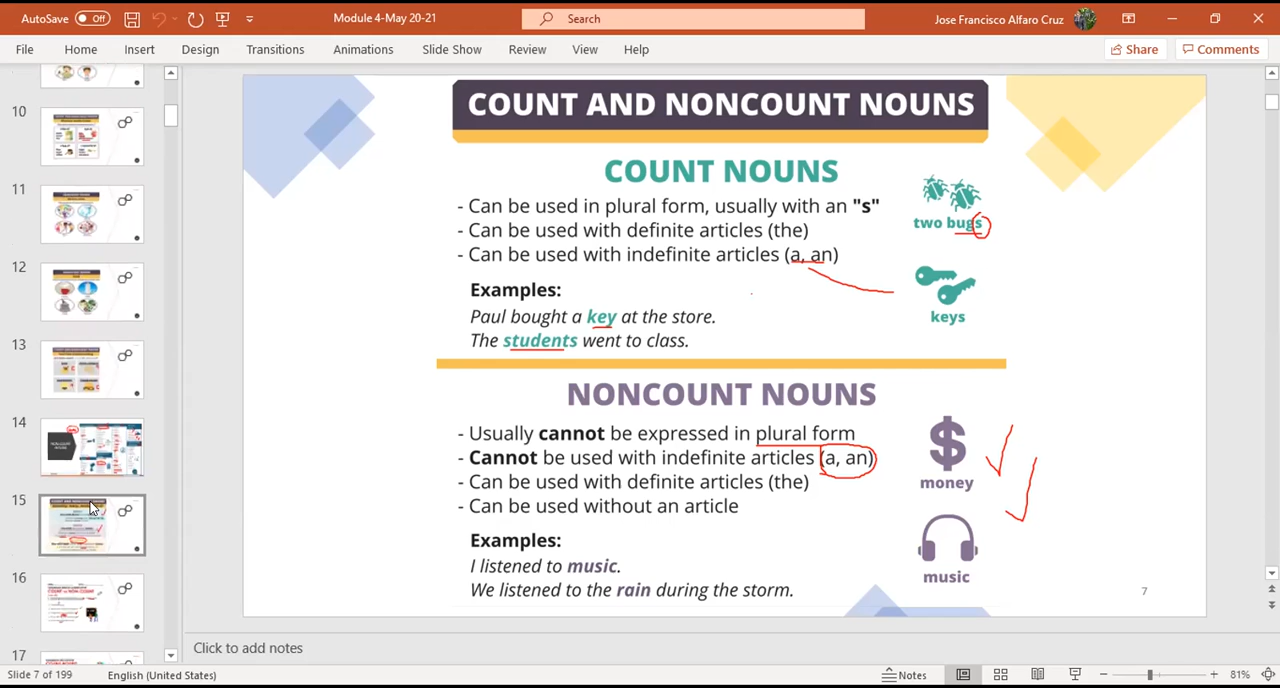 AutoSave Off Module 4-May 20-21 Search Jose Francisco Alfaro Cruz
File Home Insert Design Transitions Animations Slide Show Review View Help Share Comments
10
11
12
13
14
15
16
17
COUNT AND NONCOUNT NOUNS
COUNT NOUNS
- Can be used in plural form, usually with an "s"
- Can be used with definite articles (the)
- Can be used with indefinite articles (a, an)
two bugs
Examples:
Paul bought a key at the store.
The students went to class.
keys
NONCOUNT NOUNS
- Usually cannot be expressed in plural form
- Cannot be used with indefinite articles (a, an)
- Can be used with definite articles (the)
- Can be used without an article
$
money
Examples:
I listened to music.
We listened to the rain during the storm.
music
7
Click to add notes
Slide 7 of 199 English (United States) Notes 81%